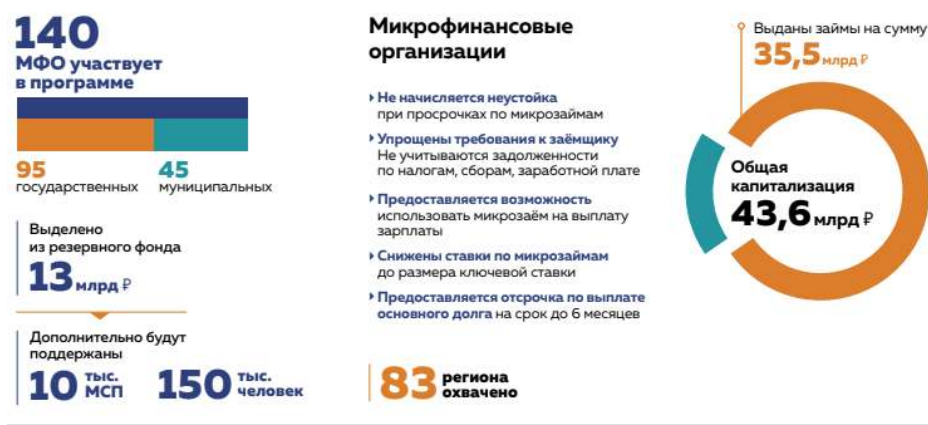 140
МФО участвует
в программе
95
государственных
45
муниципальных
Выделено
из резервного фонда
13 млрд ₽
Дополнительно будут
поддержаны
10 тыс. МСП
150 тыс. человек
Микрофинансовые
организации
Не начисляется неустойка
при просрочках по микрозаймам
Упрощены требования к заёмщику
Не учитываются задолженности
по налогам, сборам, заработной плате
Предоставляется возможность
использовать микрозаём на выплату
зарплаты
Снижены ставки по микрозаймам
до размера ключевой ставки
Предоставляется отсрочка по выплате
основного долга на срок до 6 месяцев
83 региона
охвачено
Выданы займы на сумму
35,5 млрд ₽
Общая
капитализация
43,6 млрд ₽